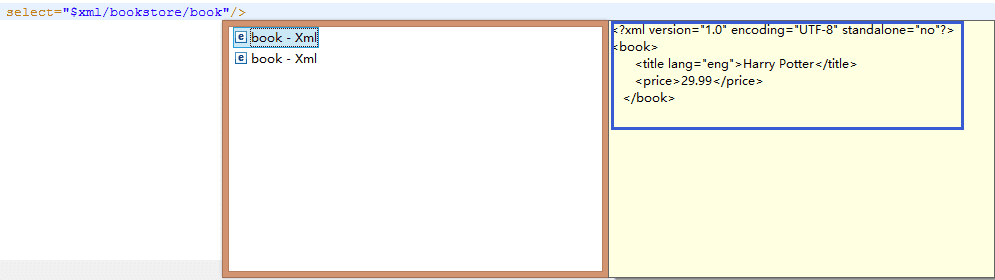 select="$xml/bookstore/book"/>
book - Xml
book - Xml
<?xml version="1.0" encoding="UTF-8" standalone="no"?>
<book>
<title lang="eng">Harry Potter</title>
<price>29.99</price>
</book>